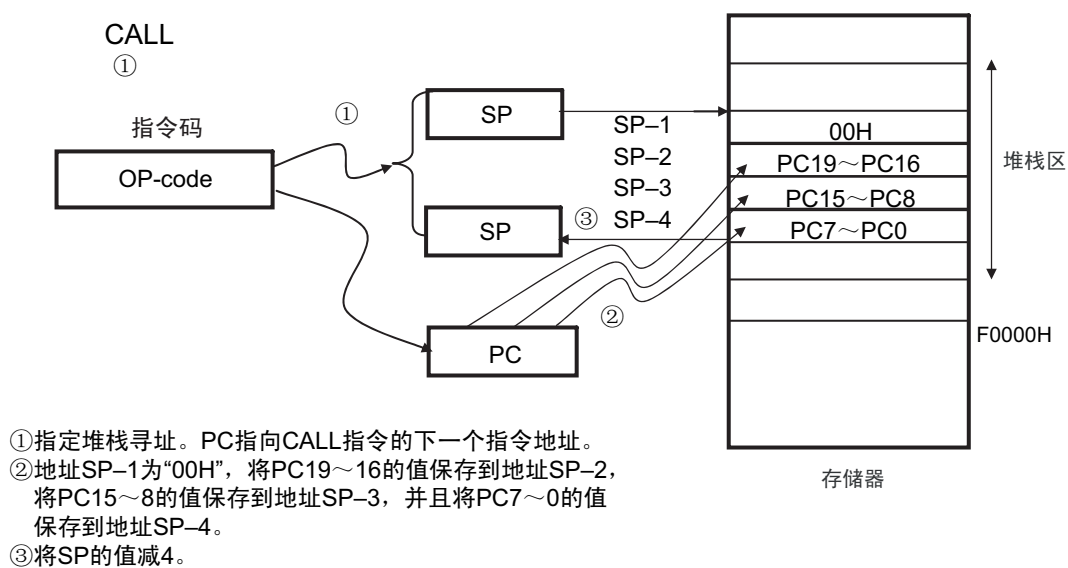 CALL
①
指令码
OP-code
①
SP
SP
PC
SP–1
SP–2
SP–3
SP–4
③
②
00H
PC19～PC16
PC15～PC8
PC7～PC0
堆栈区
F0000H
存储器
①指定堆栈寻址。PC指向CALL指令的下一个指令地址。
②地址SP–1为“00H”，将PC19～16的值保存到地址SP–2，
将PC15～8的值保存到地址SP–3，并且将PC7～0的值
保存到地址SP–4。
③将SP的值减4。